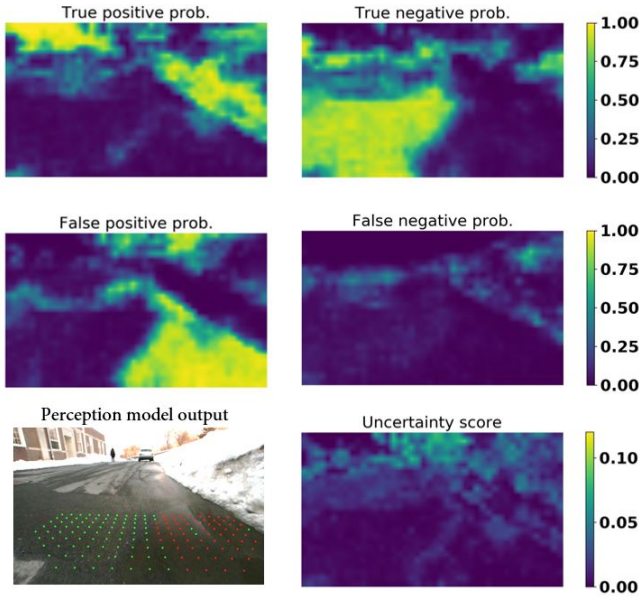 True positive prob.
True negative prob.
1.00
0.75
0.50
0.25
0.00
False positive prob.
False negative prob.
1.00
0.75
0.50
0.25
0.00
Perception model output
Uncertainty score
0.10
0.05
0.00